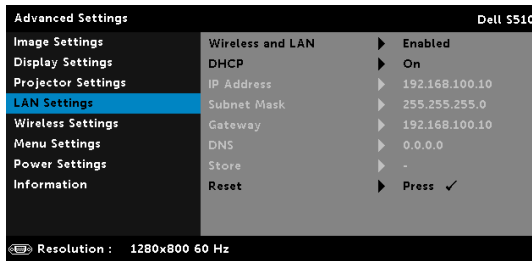 Advanced Settings Dell S510
Image Settings
Display Settings
Projector Settings
LAN Settings
Wireless Settings
Menu Settings
Power Settings
Information
Wireless and LAN Enabled
DHCP On
IP Address 192.168.100.10
Subnet Mask 255.255.255.0
Gateway 192.168.100.10
DNS 0.0.0.0
Store -
Reset Press ✓
Resolution : 1280x800 60 Hz